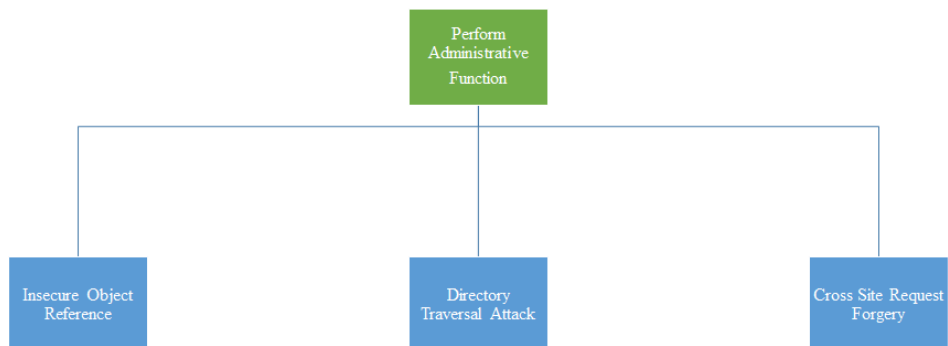 Perform
Administrative
Function
Insecure Object
Reference
Directory
Traversal Attack
Cross Site Request
Forgery